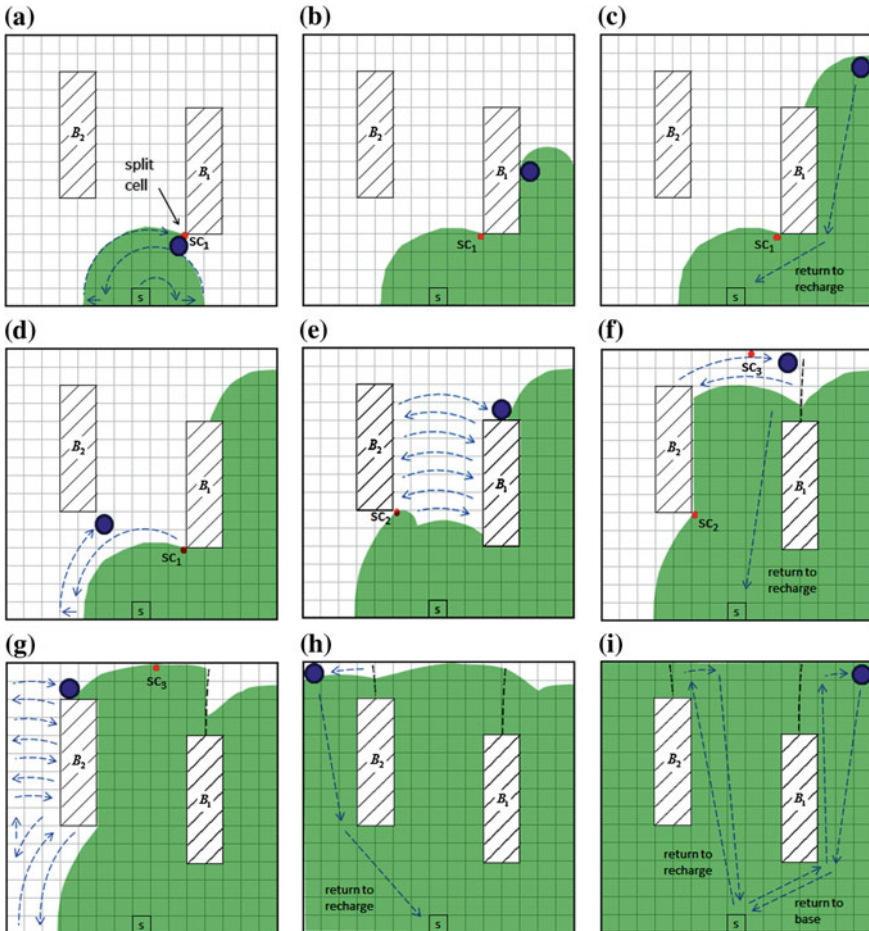 (a)
B2
B1
split
cell
SC1
S
(b)
B2
B1
SC1
S
(c)
B2
B1
SC1
return to
recharge
S
(d)
B2
B1
SC1
S
(e)
B2
B1
SC2
S
(f)
SC3
B2
B1
SC2
return to
recharge
S
(g)
SC3
B2
B1
S
(h)
B2
B1
return to
recharge
S
(i)
B2
B1
return to
recharge
return to
base
S